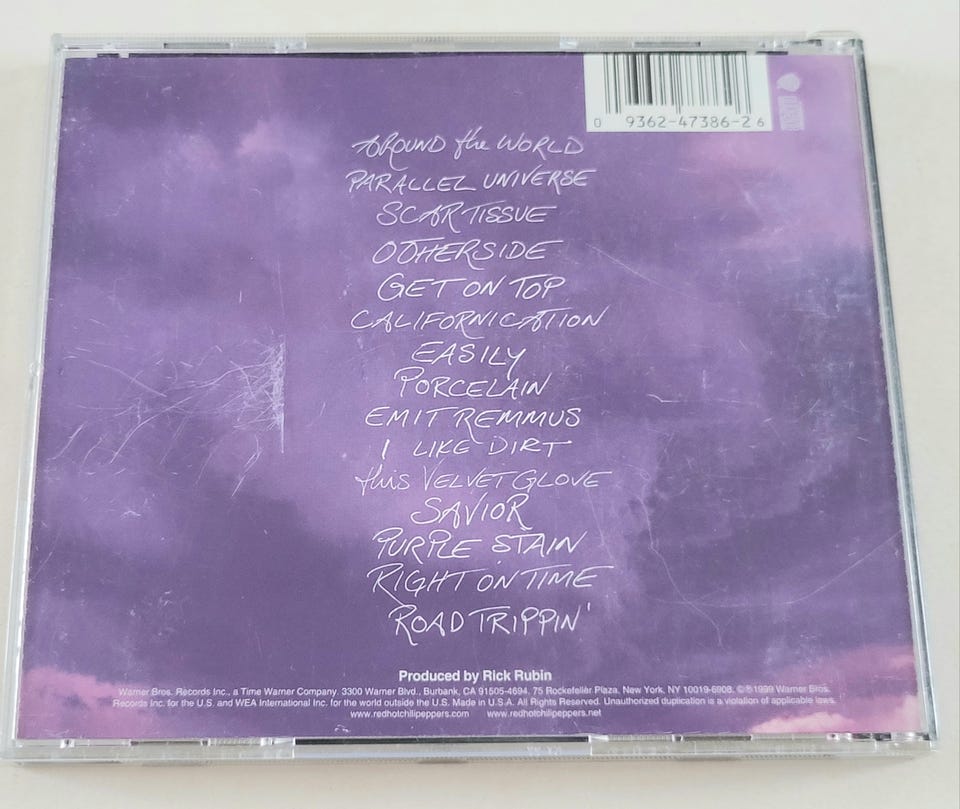 0 9362-47386-2 6
AROUND the WORLD
PARALLEL UNIVERSE
SCAR TISSUE
OTHERSIDE
GET ON TOP
CALIFORNICATION
EASILY
PORCELAIN
EMIT REMMUS
I LIKE DIRT
this VELVET GLOVE
SAVIOR
PURPLE STAIN
RIGHT ON TIME
ROAD TRIPPIN'
Produced by Rick Rubin
Warner Bros. Records Inc., a Time Warner Company. 3300 Warner Blvd., Burbank, CA 91505-4694. 75 Rockefeller Plaza, New York, NY 10019-6908. ©℗1999 Warner Bros.
Records Inc. for the U.S. and WEA International Inc. for the world outside the U.S. Made in U.S.A. All Rights Reserved. Unauthorized duplication is a violation of applicable laws.
www.redhotchilipeppers.com www.redhotchilipeppers.net